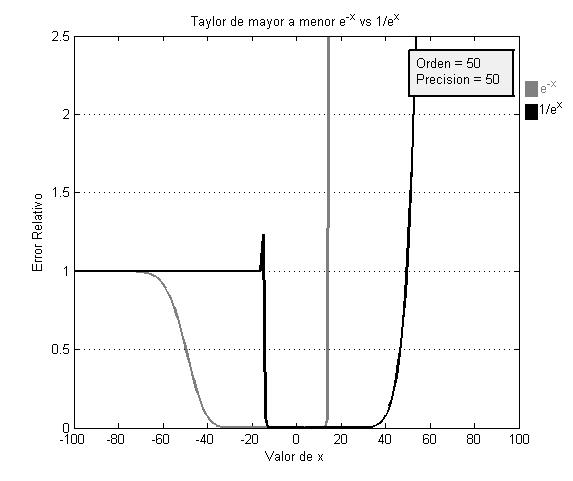 Taylor de mayor a menor e^-x vs 1/e^x
2.5
2
1.5
1
0.5
0
Error Relativo
Orden = 50
Precision = 50
e^-x
1/e^x
-100 -80 -60 -40 -20 0 20 40 60 80 100
Valor de x